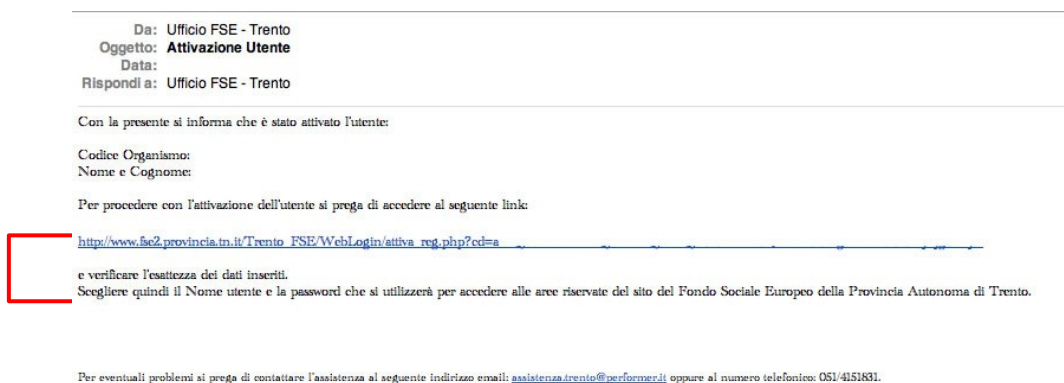 Da: Ufficio FSE - Trento
Oggetto: Attivazione Utente
Data:
Rispondi a: Ufficio FSE - Trento
Con la presente si informa che è stato attivato l'utente:
Codice Organismo:
Nome e Cognome:
Per procedere con l'attivazione dell'utente si prega di accedere al seguente link:
http://www.fse2.provincia.tn.it/Trento_FSE/WebLogin/attiva_reg.php?cd=a
e verificare l'esattezza dei dati inseriti.
Scegliere quindi il Nome utente e la password che si utilizzerà per accedere alle aree riservate del sito del Fondo Sociale Europeo della Provincia Autonoma di Trento.
Per eventuali problemi si prega di contattare l'assistenza al seguente indirizzo email: assistenza.trento@performer.it oppure al numero telefonico: 051/4151831.